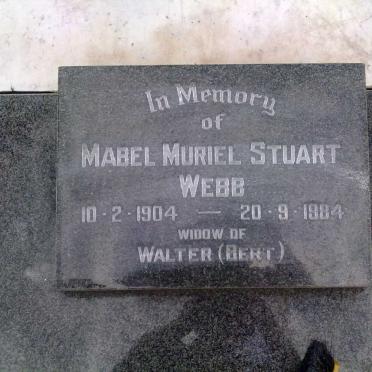 In Memory
of
MABEL MURIEL STUART
WEBB
10 · 2 · 1904 — 20 · 9 · 1984
WIDOW OF
WALTER (BERT)